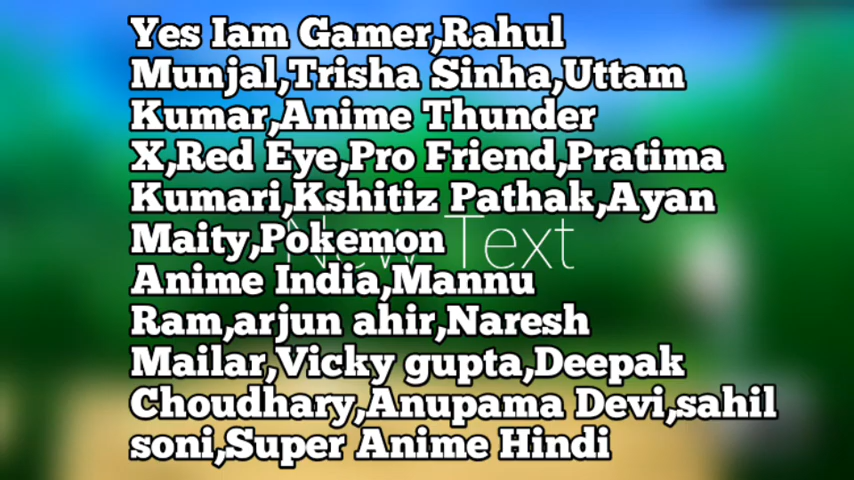 Yes Iam Gamer,Rahul
Munjal,Trisha Sinha,Uttam
Kumar,Anime Thunder
X,Red Eye,Pro Friend,Pratima
Kumari,Kshitiz Pathak,Ayan
Maity,Pokemon
New Text
Anime India,Mannu
Ram,arjun ahir,Naresh
Mailar,Vicky gupta,Deepak
Choudhary,Anupama Devi,sahil
soni,Super Anime Hindi